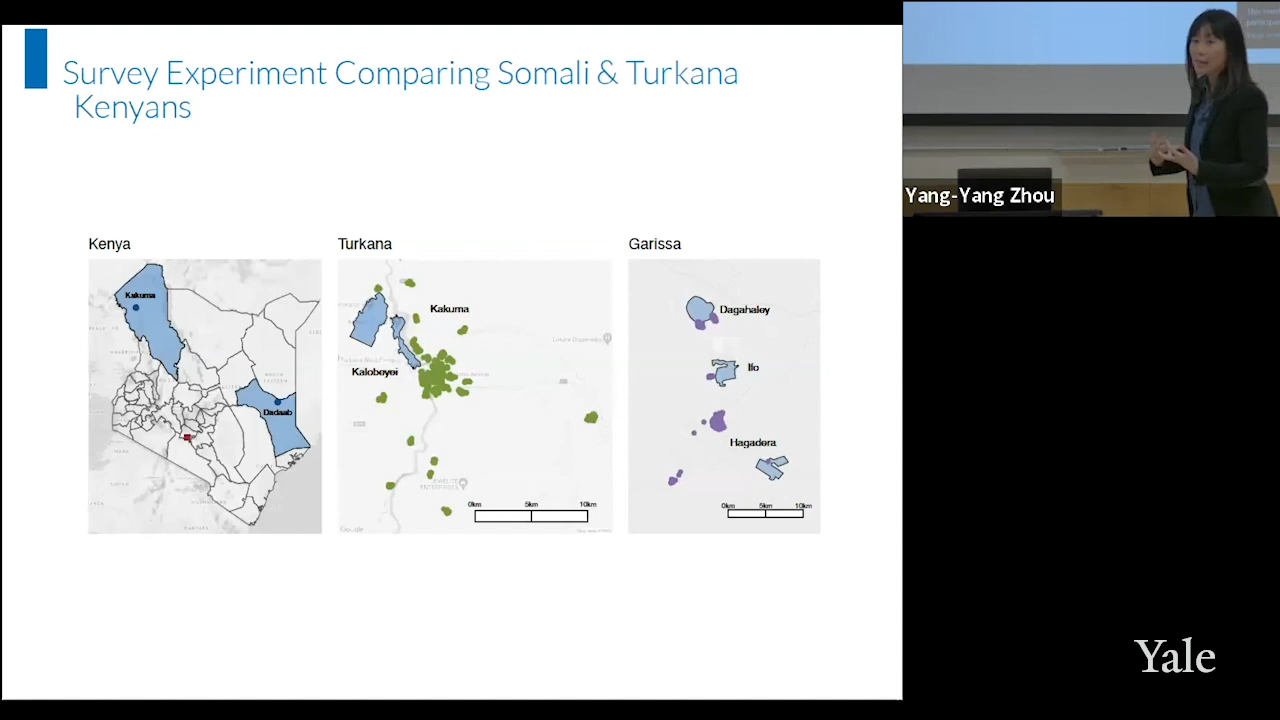 Survey Experiment Comparing Somali & Turkana
Kenyans
Kenya
Turkana
Garissa
Kakuma
Dadaab
Kakuma
Kalobeyei
Google
0km 5km 10km
Dagahaley
Ifo
Hagadera
0km 5km 10km
Yang-Yang Zhou
Yale